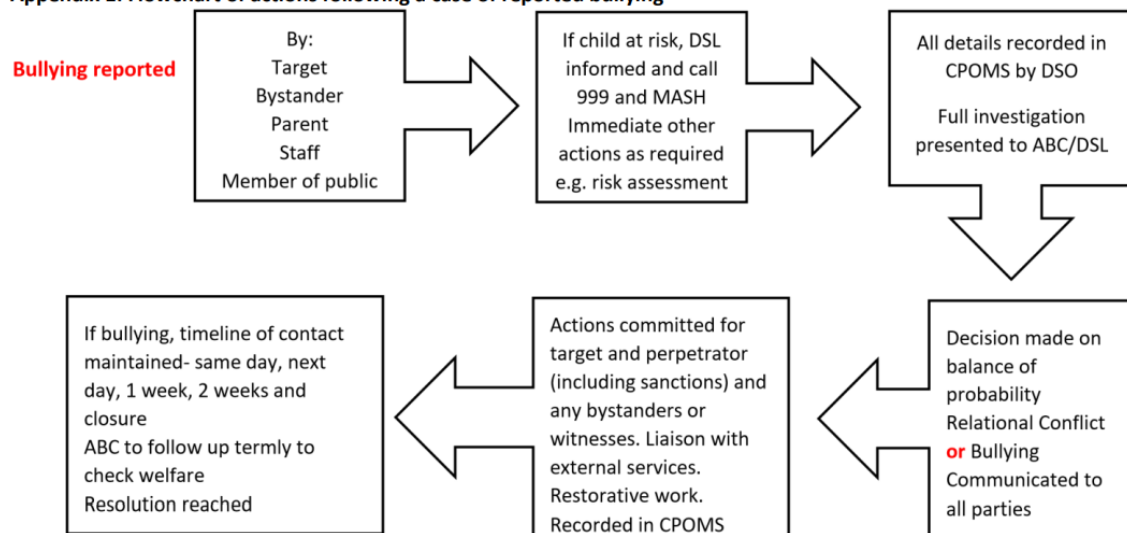 Bullying reported
By:
Target
Bystander
Parent
Staff
Member of public
If child at risk, DSL
informed and call
999 and MASH
Immediate other
actions as required
e.g. risk assessment
All details recorded in
CPOMS by DSO
Full investigation
presented to ABC/DSL
Decision made on
balance of
probability
Relational Conflict
or Bullying
Communicated to
all parties
Actions committed for
target and perpetrator
(including sanctions) and
any bystanders or
witnesses. Liaison with
external services.
Restorative work.
Recorded in CPOMS
If bullying, timeline of contact
maintained- same day, next
day, 1 week, 2 weeks and
closure
ABC to follow up termly to
check welfare
Resolution reached